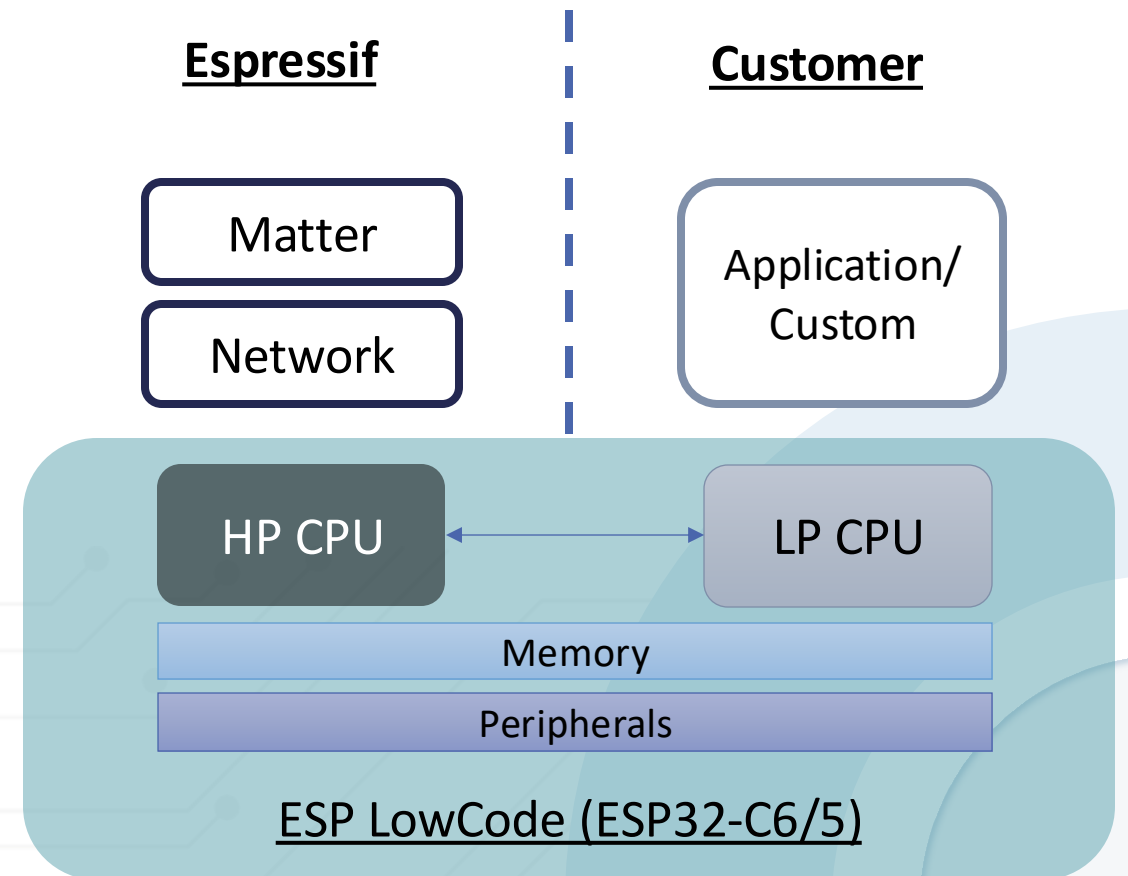 Espressif
Customer
Matter
Network
Application/
Custom
HP CPU
LP CPU
Memory
Peripherals
ESP LowCode (ESP32-C6/5)